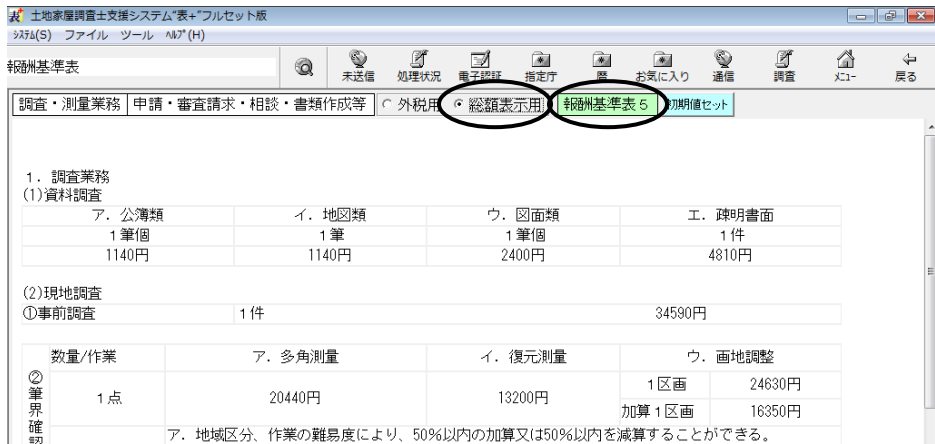 土地家屋調査士支援システム"表+"フルセット版
ｼｽﾃﾑ(S) ファイル ツール ﾍﾙﾌﾟ(H)
報酬基準表 未送信 処理状況 電子認証 指定庁 暦 お気に入り 通信 調査 ﾒﾆｭｰ 戻る
調査・測量業務 申請・審査請求・相談・書類作成等 外税用 総額表示用 報酬基準表５ 初期値セット
１．調査業務
(1)資料調査
ア．公簿類 イ．地図類 ウ．図面類 エ．疎明書面
１筆個 １筆 １筆個 １件
1140円 1140円 2400円 4810円
(2)現地調査
①事前調査 １件 34590円
数量/作業 ア．多角測量 イ．復元測量 ウ．画地調整
②筆界確認
１点 20440円 13200円 １区画 24630円
加算１区画 16350円
ア．地域区分、作業の難易度により、50%以内の加算又は50%以内を減算することができる。